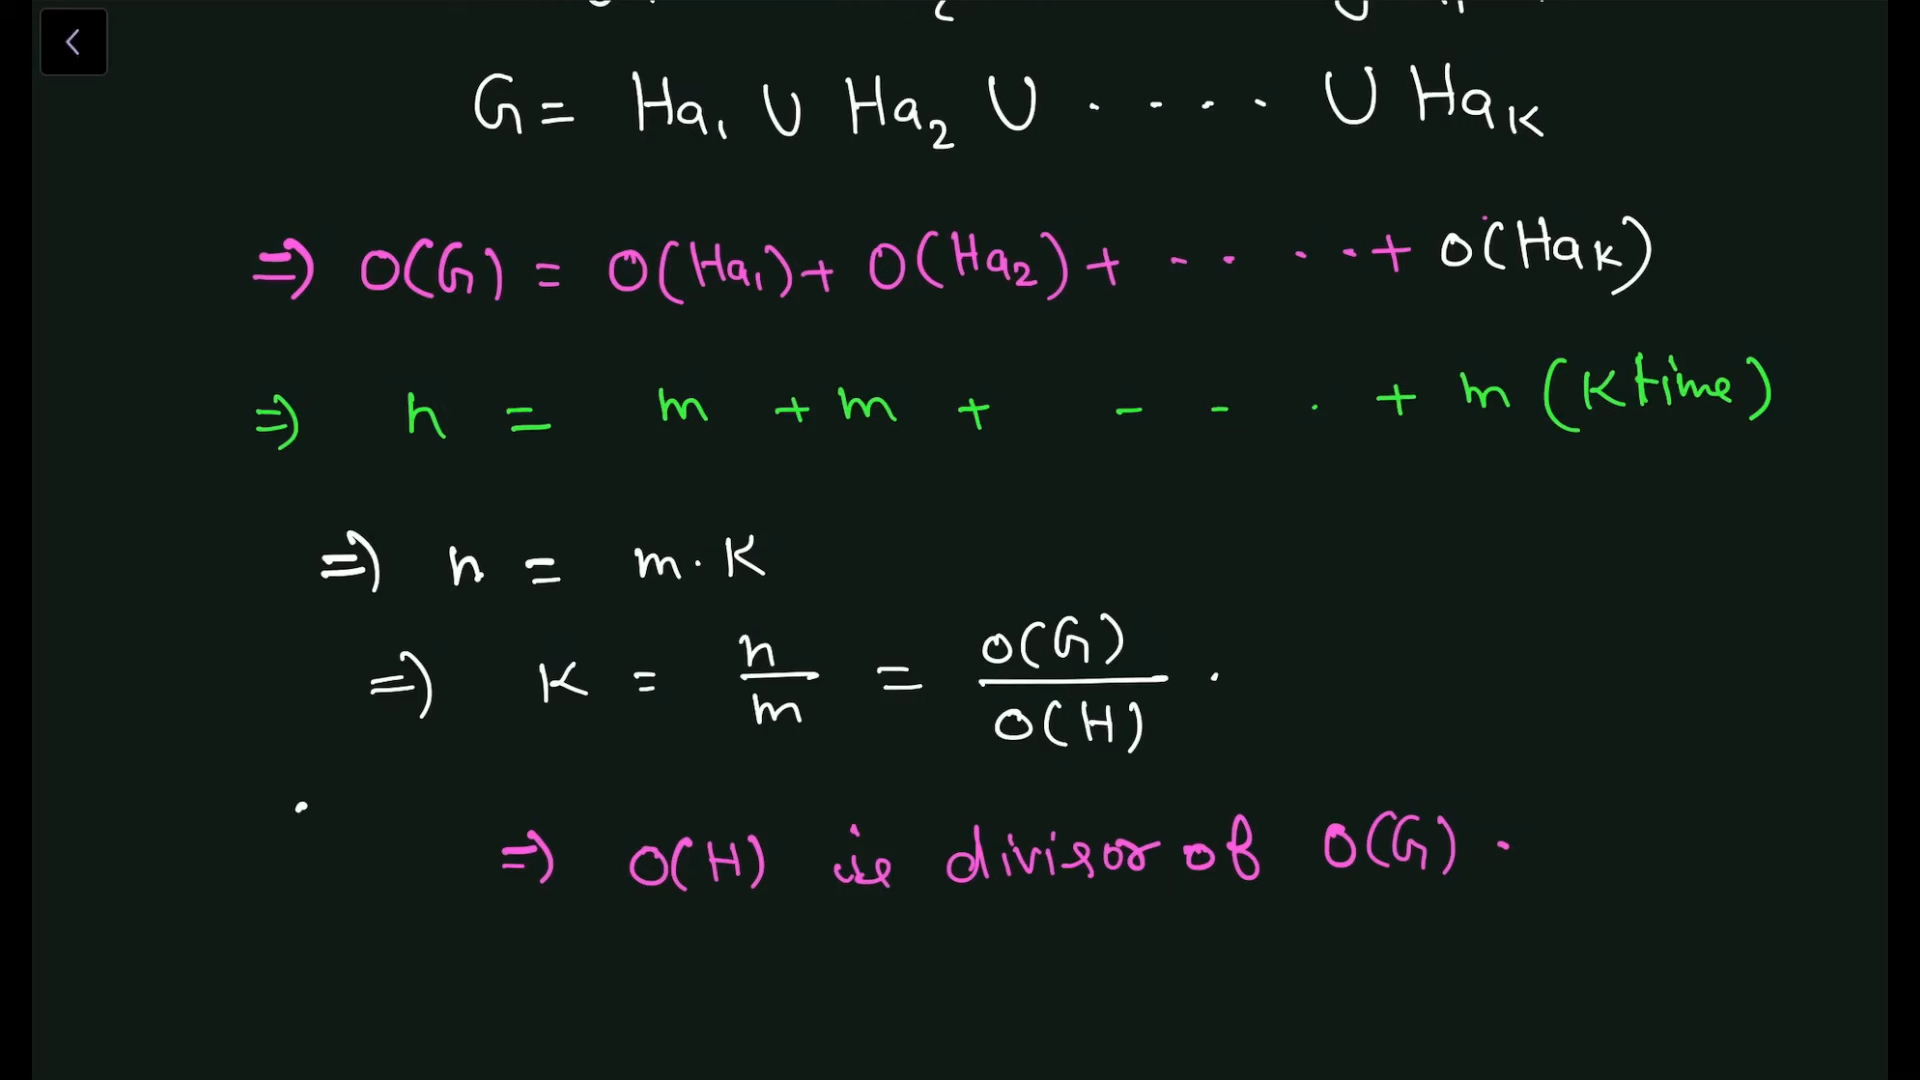 G = Ha₁ ∪ Ha₂ ∪ · - · · ∪ Haₖ
⇒ O(G) = O(Ha₁) + O(Ha₂) + - · · · + O(Haₖ)
⇒ n = m + m + - - · + m (K time)
⇒ n = m · K
⇒ K = n/m = O(G)/O(H) ·
⇒ O(H) is divisor of O(G) ·